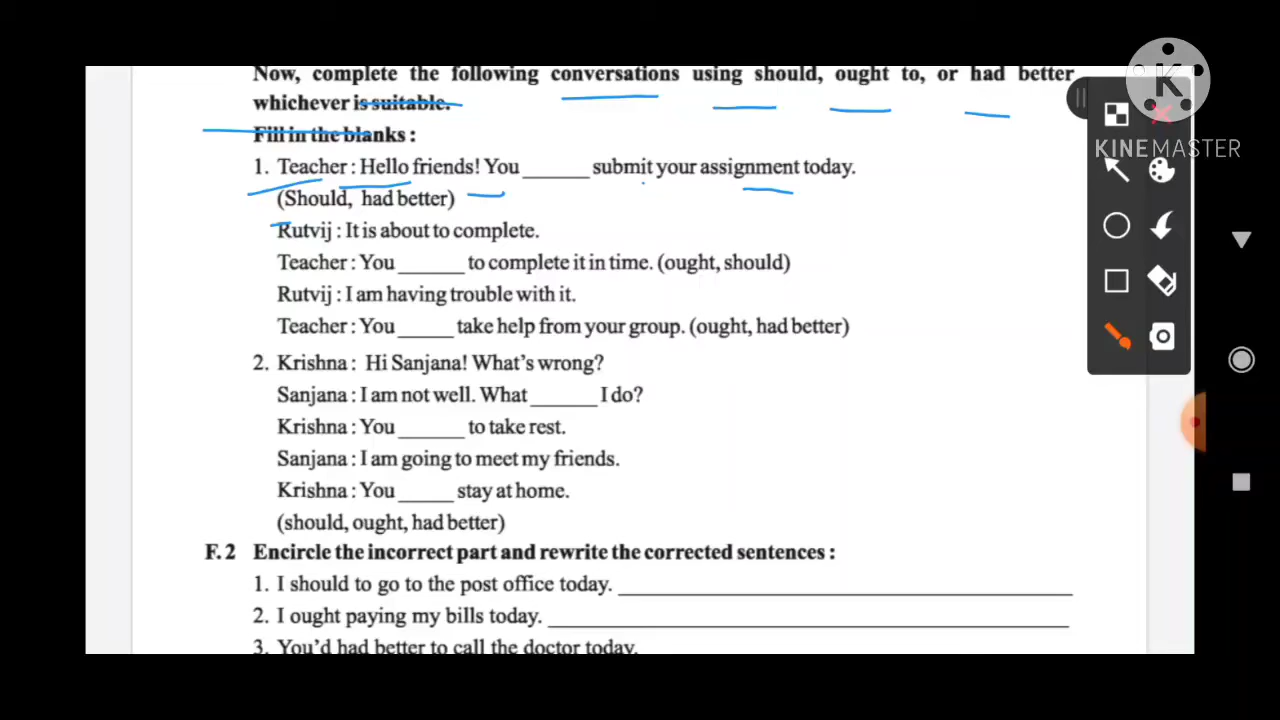 Now, complete the following conversations using should, ought to, or had better
whichever is suitable.
Fill in the blanks :
1. Teacher : Hello friends! You ______ submit your assignment today.
(Should, had better)
Rutvij : It is about to complete.
Teacher : You ______ to complete it in time. (ought, should)
Rutvij : I am having trouble with it.
Teacher : You _____ take help from your group. (ought, had better)
2. Krishna : Hi Sanjana! What's wrong?
Sanjana : I am not well. What ______ I do?
Krishna : You ______ to take rest.
Sanjana : I am going to meet my friends.
Krishna : You _____ stay at home.
(should, ought, had better)
F.2 Encircle the incorrect part and rewrite the corrected sentences :
1. I should to go to the post office today. ______
2. I ought paying my bills today. ______
3. You'd had better to call the doctor today.
K
KINEMASTER